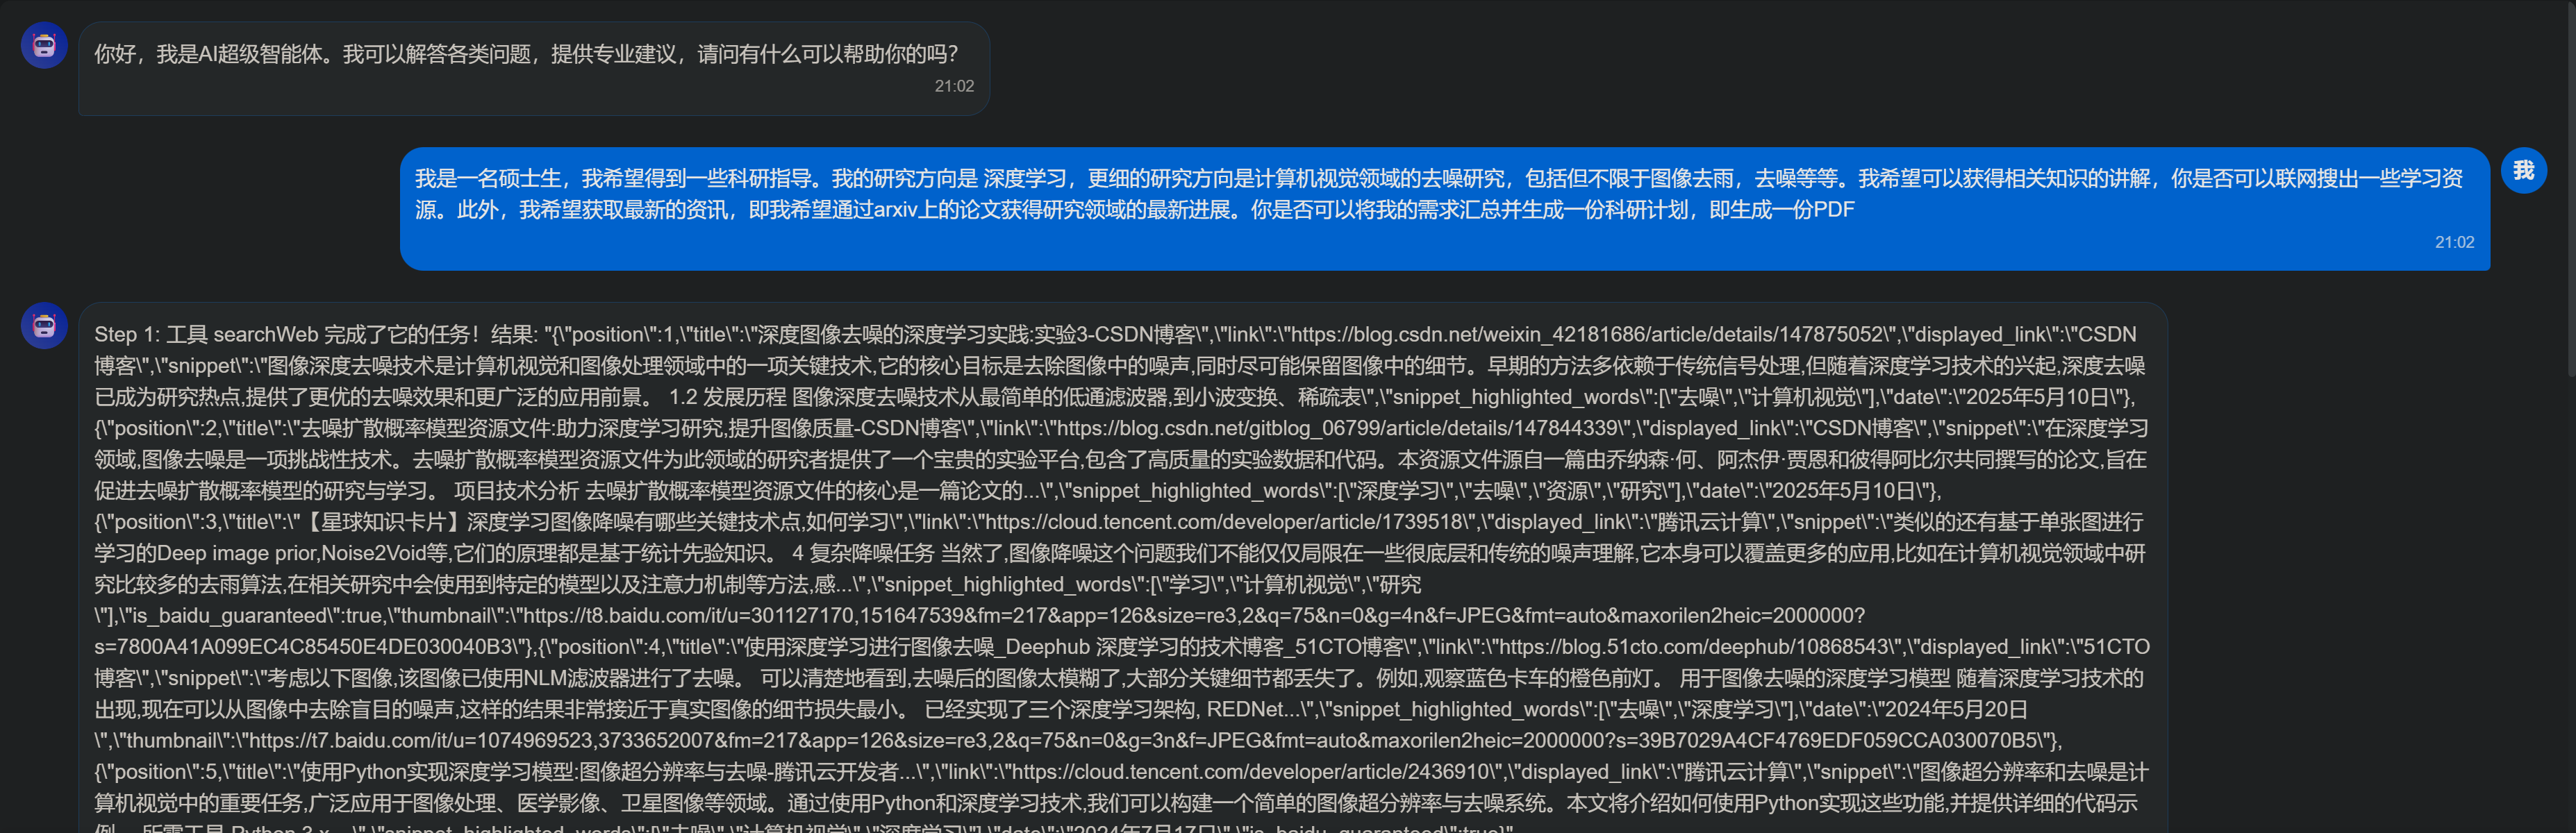 你好，我是AI超级智能体。我可以解答各类问题，提供专业建议，请问有什么可以帮助你的吗？
21:02
我是一名硕士生，我希望得到一些科研指导。我的研究方向是 深度学习，更细的研究方向是计算机视觉领域的去噪研究，包括但不限于图像去雨，去噪等等。我希望可以获得相关知识的讲解，你是否可以联网搜出一些学习资
源。此外，我希望获取最新的资讯，即我希望通过arxiv上的论文获得研究领域的最新进展。你是否可以将我的需求汇总并生成一份科研计划，即生成一份PDF
21:02
我
Step 1: 工具 searchWeb 完成了它的任务！结果: "{\"position\":1,\"title\":\"深度图像去噪的深度学习实践:实验3-CSDN博客\",\"link\":\"https://blog.csdn.net/weixin_42181686/article/details/147875052\",\"displayed_link\":\"CSDN
博客\",\"snippet\":\"图像深度去噪技术是计算机视觉和图像处理领域中的一项关键技术,它的核心目标是去除图像中的噪声,同时尽可能保留图像中的细节。早期的方法多依赖于传统信号处理,但随着深度学习技术的兴起,深度去噪
已成为研究热点,提供了更优的去噪效果和更广泛的应用前景。 1.2 发展历程 图像深度去噪技术从最简单的低通滤波器,到小波变换、稀疏表\",\"snippet_highlighted_words\":[\"去噪\",\"计算机视觉\"],\"date\":\"2025年5月10日\"},
{\"position\":2,\"title\":\"去噪扩散概率模型资源文件:助力深度学习研究,提升图像质量-CSDN博客\",\"link\":\"https://blog.csdn.net/gitblog_06799/article/details/147844339\",\"displayed_link\":\"CSDN博客\",\"snippet\":\"在深度学习
领域,图像去噪是一项挑战性技术。去噪扩散概率模型资源文件为此领域的研究者提供了一个宝贵的实验平台,包含了高质量的实验数据和代码。本资源文件源自一篇由乔纳森·何、阿杰伊·贾恩和彼得阿比尔共同撰写的论文,旨在
促进去噪扩散概率模型的研究与学习。 项目技术分析 去噪扩散概率模型资源文件的核心是一篇论文的...\",\"snippet_highlighted_words\":[\"深度学习\",\"去噪\",\"资源\",\"研究\"],\"date\":\"2025年5月10日\"},
{\"position\":3,\"title\":\"【星球知识卡片】深度学习图像降噪有哪些关键技术点,如何学习\",\"link\":\"https://cloud.tencent.com/developer/article/1739518\",\"displayed_link\":\"腾讯云计算\",\"snippet\":\"类似的还有基于单张图进行
学习的Deep image prior,Noise2Void等,它们的原理都是基于统计先验知识。 4 复杂降噪任务 当然了,图像降噪这个问题我们不能仅仅局限在一些很底层和传统的噪声理解,它本身可以覆盖更多的应用,比如在计算机视觉领域中研
究比较多的去雨算法,在相关研究中会使用到特定的模型以及注意力机制等方法,感...\",\"snippet_highlighted_words\":[\"学习\",\"计算机视觉\",\"研究
\"],\"is_baidu_guaranteed\":true,\"thumbnail\":\"https://t8.baidu.com/it/u=301127170,151647539&fm=217&app=126&size=re3,2&q=75&n=0&g=4n&f=JPEG&fmt=auto&maxorilen2heic=2000000?
s=7800A41A099EC4C85450E4DE030040B3\"},{\"position\":4,\"title\":\"使用深度学习进行图像去噪_Deephub 深度学习的技术博客_51CTO博客\",\"link\":\"https://blog.51cto.com/deephub/10868543\",\"displayed_link\":\"51CTO
博客\",\"snippet\":\"考虑以下图像,该图像已使用NLM滤波器进行了去噪。 可以清楚地看到,去噪后的图像太模糊了,大部分关键细节都丢失了。例如,观察蓝色卡车的橙色前灯。 用于图像去噪的深度学习模型 随着深度学习技术的
出现,现在可以从图像中去除盲目的噪声,这样的结果非常接近于真实图像的细节损失最小。 已经实现了三个深度学习架构, REDNet...\",\"snippet_highlighted_words\":[\"去噪\",\"深度学习\"],\"date\":\"2024年5月20日
\",\"thumbnail\":\"https://t7.baidu.com/it/u=1074969523,3733652007&fm=217&app=126&size=re3,2&q=75&n=0&g=3n&f=JPEG&fmt=auto&maxorilen2heic=2000000?s=39B7029A4CF4769EDF059CCA030070B5\"},
{\"position\":5,\"title\":\"使用Python实现深度学习模型:图像超分辨率与去噪-腾讯云开发者...\",\"link\":\"https://cloud.tencent.com/developer/article/2436910\",\"displayed_link\":\"腾讯云计算\",\"snippet\":\"图像超分辨率和去噪是计
算机视觉中的重要任务,广泛应用于图像处理、医学影像、卫星图像等领域。通过使用Python和深度学习技术,我们可以构建一个简单的图像超分辨率与去噪系统。本文将介绍如何使用Python实现这些功能,并提供详细的代码示
例。 所需工具 Python 3.x...\",\"snippet_highlighted_words\":[\"去噪\",\"计算机视觉\",\"深度学习\"],\"date\":\"2024年7月17日\",\"is_baidu_guaranteed\":true}"